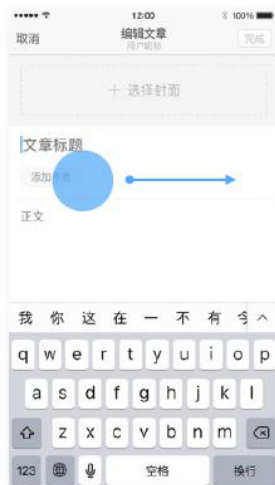 12:00
100%
取消
编辑文章
用户昵称
完成
+ 选择封面
文章标题
添加
正文
我 你 这 在 一 不 有 今
q w e r t y u i o p
a s d f g h j k l
z x c v b n m
123 空格 换行